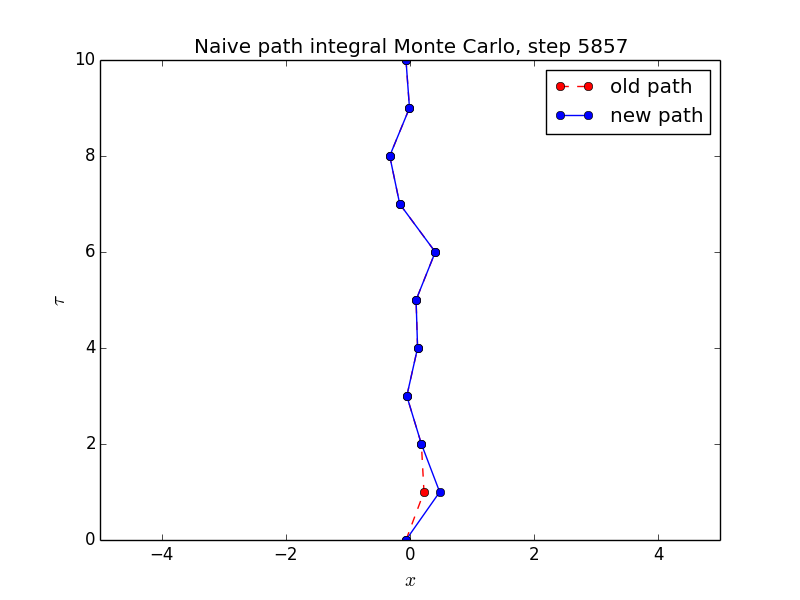 Naive path integral Monte Carlo, step 5857
old path
new path
10
8
6
4
2
0
τ
−4 −2 0 2 4
x